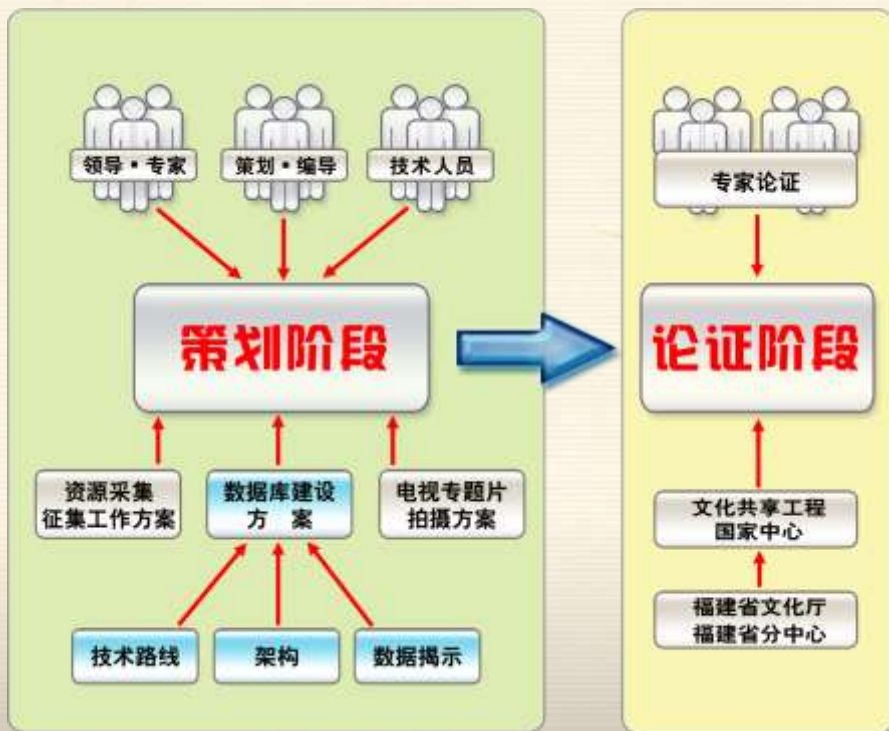 领导·专家
策划·编导
技术人员
策划阶段
资源采集
征集工作方案
数据库建设
方 案
电视专题片
拍摄方案
技术路线
架构
数据揭示
专家论证
论证阶段
文化共享工程
国家中心
福建省文化厅
福建省分中心